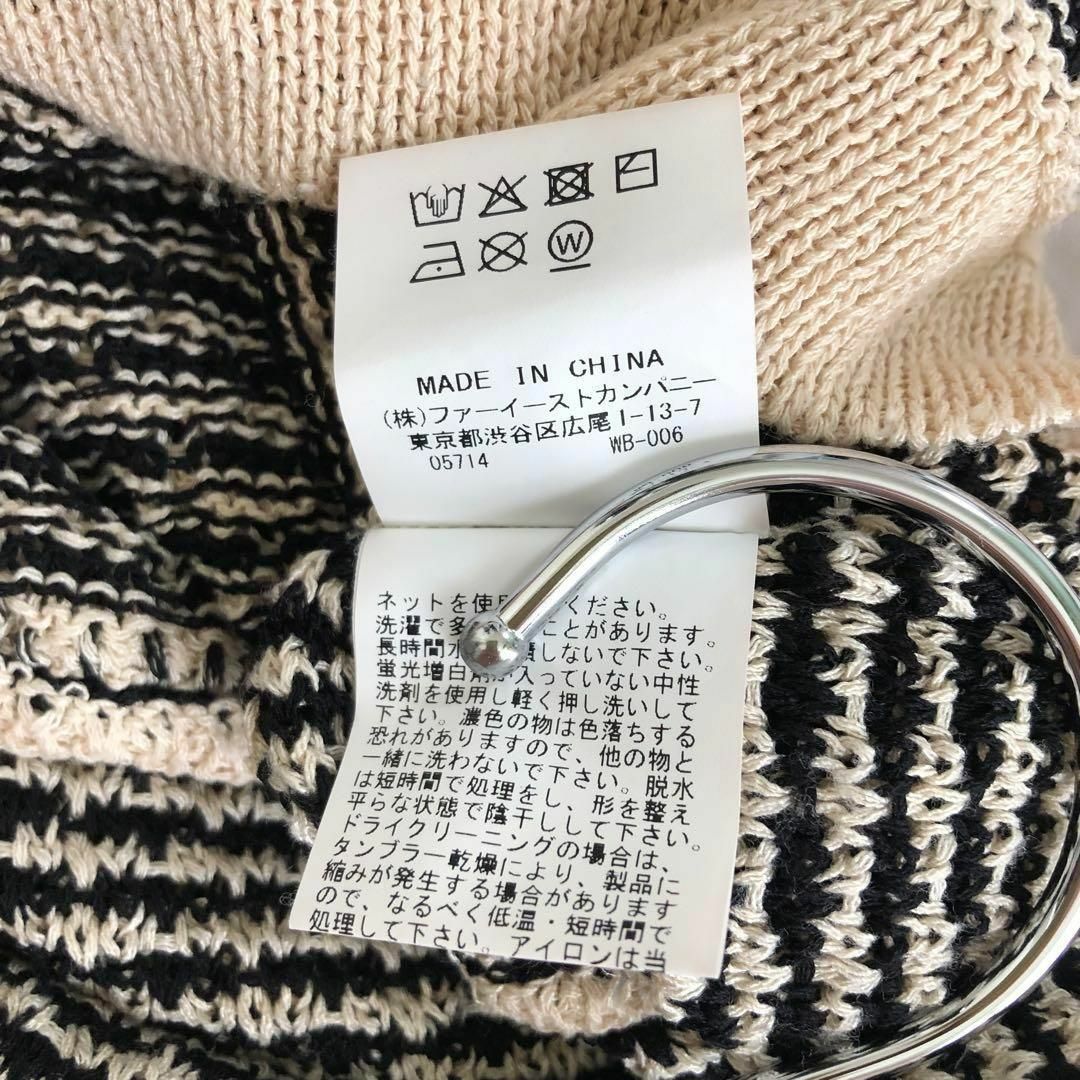 W
MADE IN CHINA
(株)ファーイーストカンパニー
東京都渋谷区広尾1-13-7
05714 WB-006
ネットを使用ください。
洗濯で多ことがあります。
長時間水しないで下さい。
蛍光増白入っていない中性
洗剤を使用し軽く押し洗いして
下さい。濃色の物は色落ちする
恐れがありますので、他の物と
一緒に洗わないで下さい。脱水
は短時間で処理をし、形を整え
平らな状態で陰干しして下さい。
ドライクリーニングの場合は、
タンブラー乾燥により、製品に
縮みが発生する場合があります
ので、なるべく低温・短時間で
処理して下さい。アイロンは当